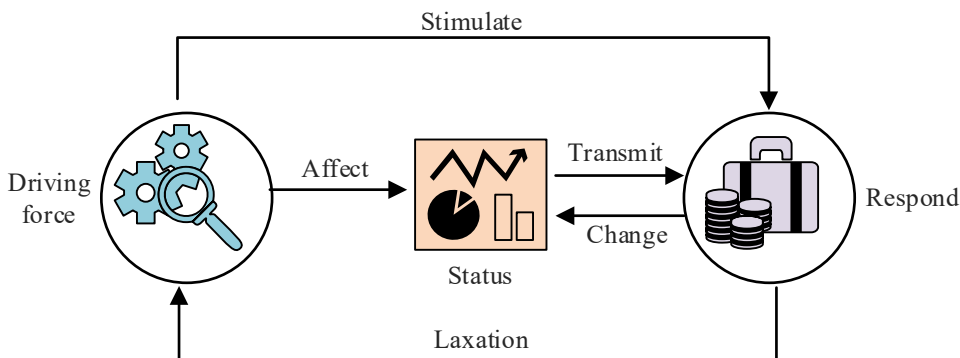 Stimulate
Driving
force
Affect
Status
Transmit
Change
Respond
Laxation